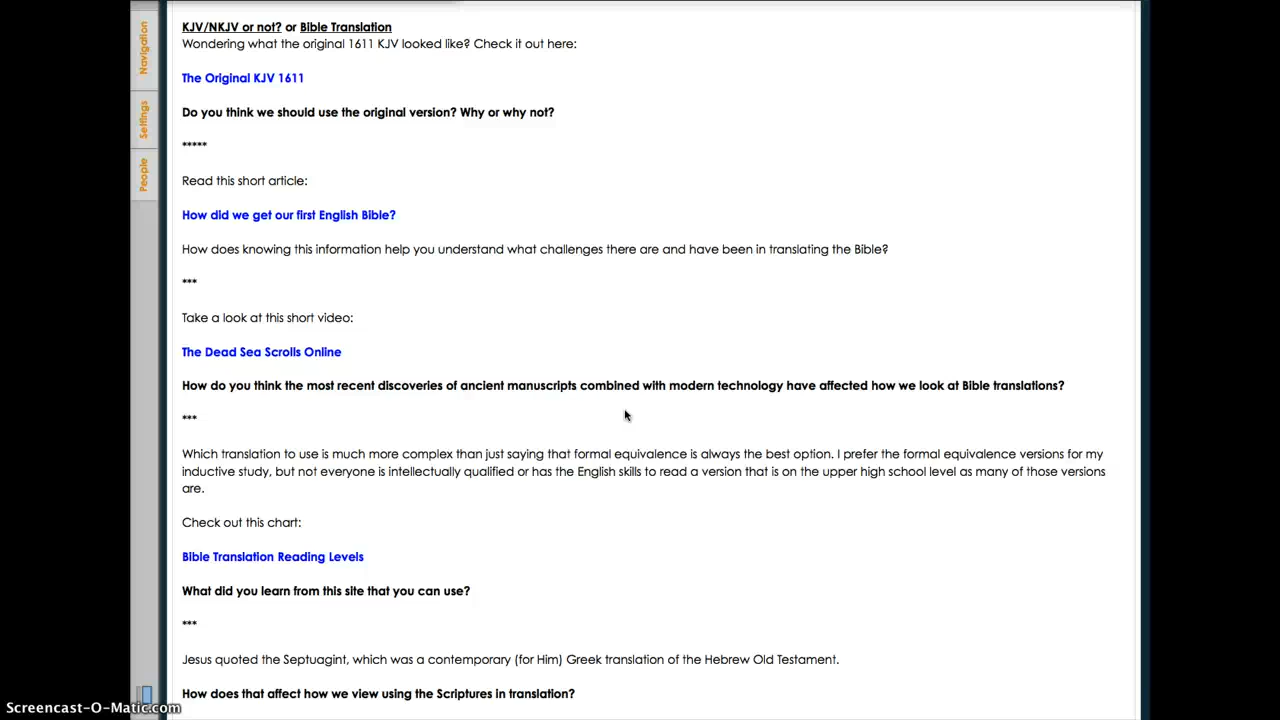 KJV/NKJV or not? or Bible Translation
Wondering what the original 1611 KJV looked like? Check it out here:
The Original KJV 1611
Do you think we should use the original version? Why or why not?
*****
Read this short article:
How did we get our first English Bible?
How does knowing this information help you understand what challenges there are and have been in translating the Bible?
***
Take a look at this short video:
The Dead Sea Scrolls Online
How do you think the most recent discoveries of ancient manuscripts combined with modern technology have affected how we look at Bible translations?
***
Which translation to use is much more complex than just saying that formal equivalence is always the best option. I prefer the formal equivalence versions for my
inductive study, but not everyone is intellectually qualified or has the English skills to read a version that is on the upper high school level as many of those versions
are.
Check out this chart:
Bible Translation Reading Levels
What did you learn from this site that you can use?
***
Jesus quoted the Septuagint, which was a contemporary (for Him) Greek translation of the Hebrew Old Testament.
How does that affect how we view using the Scriptures in translation?
Navigation
Settings
People
Screencast-O-Matic.com